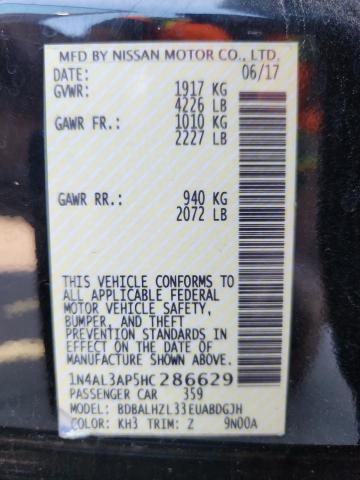 MFD BY NISSAN MOTOR CO., LTD.
DATE: 06/17
GVWR: 1917 KG
4226 LB
GAWR FR.: 1010 KG
2227 LB
GAWR RR.: 940 KG
2072 LB
THIS VEHICLE CONFORMS TO
ALL APPLICABLE FEDERAL
MOTOR VEHICLE SAFETY,
BUMPER, AND THEFT
PREVENTION STANDARDS IN
EFFECT ON THE DATE OF
MANUFACTURE SHOWN ABOVE.
1N4AL3AP5HC286629
PASSENGER CAR 359
MODEL: BDBALHZL33EUABDGJH
COLOR: KH3 TRIM: Z 9N00A